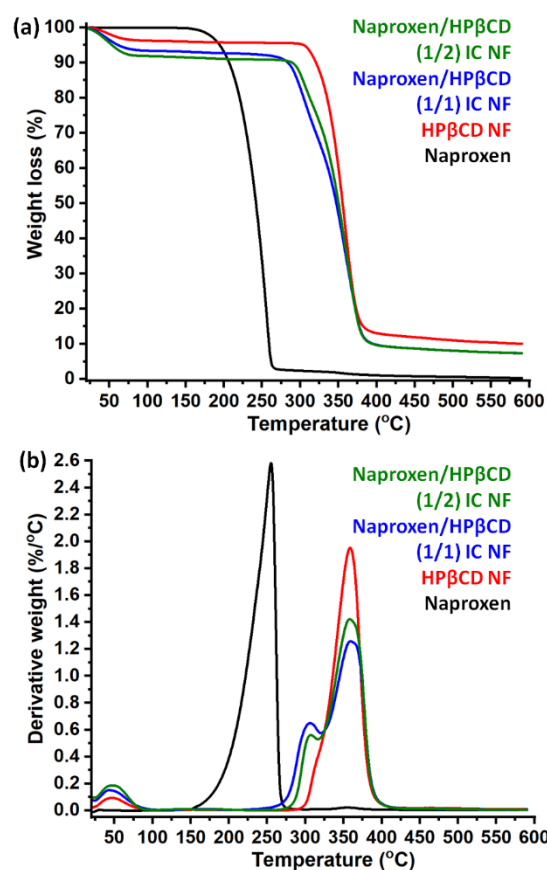 (a)
Naproxen/HPβCD
(1/2) IC NF
Naproxen/HPβCD
(1/1) IC NF
HPβCD NF
Naproxen
Weight loss (%)
100
90
80
70
60
50
40
30
20
10
0
50 100 150 200 250 300 350 400 450 500 550 600
Temperature (°C)
(b)
Naproxen/HPβCD
(1/2) IC NF
Naproxen/HPβCD
(1/1) IC NF
HPβCD NF
Naproxen
Derivative weight (%/°C)
2.6
2.4
2.2
2.0
1.8
1.6
1.4
1.2
1.0
0.8
0.6
0.4
0.2
0.0
50 100 150 200 250 300 350 400 450 500 550 600
Temperature (°C)